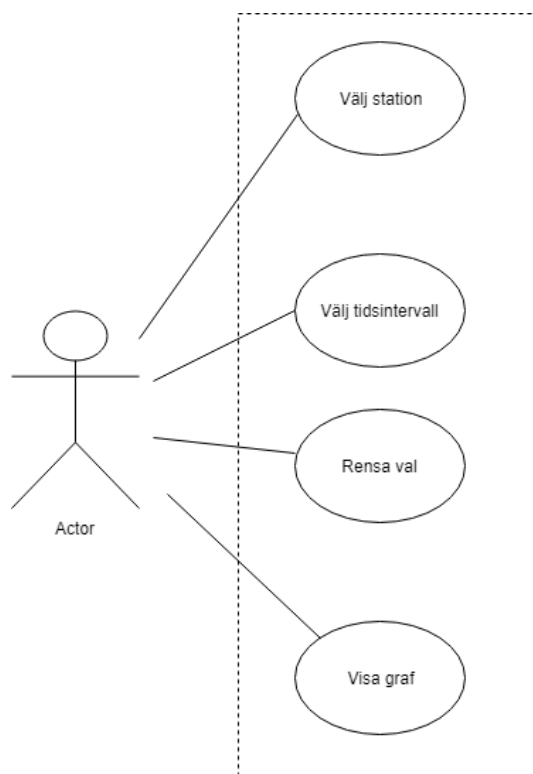 Välj station
Välj tidsintervall
Rensa val
Actor
Visa graf